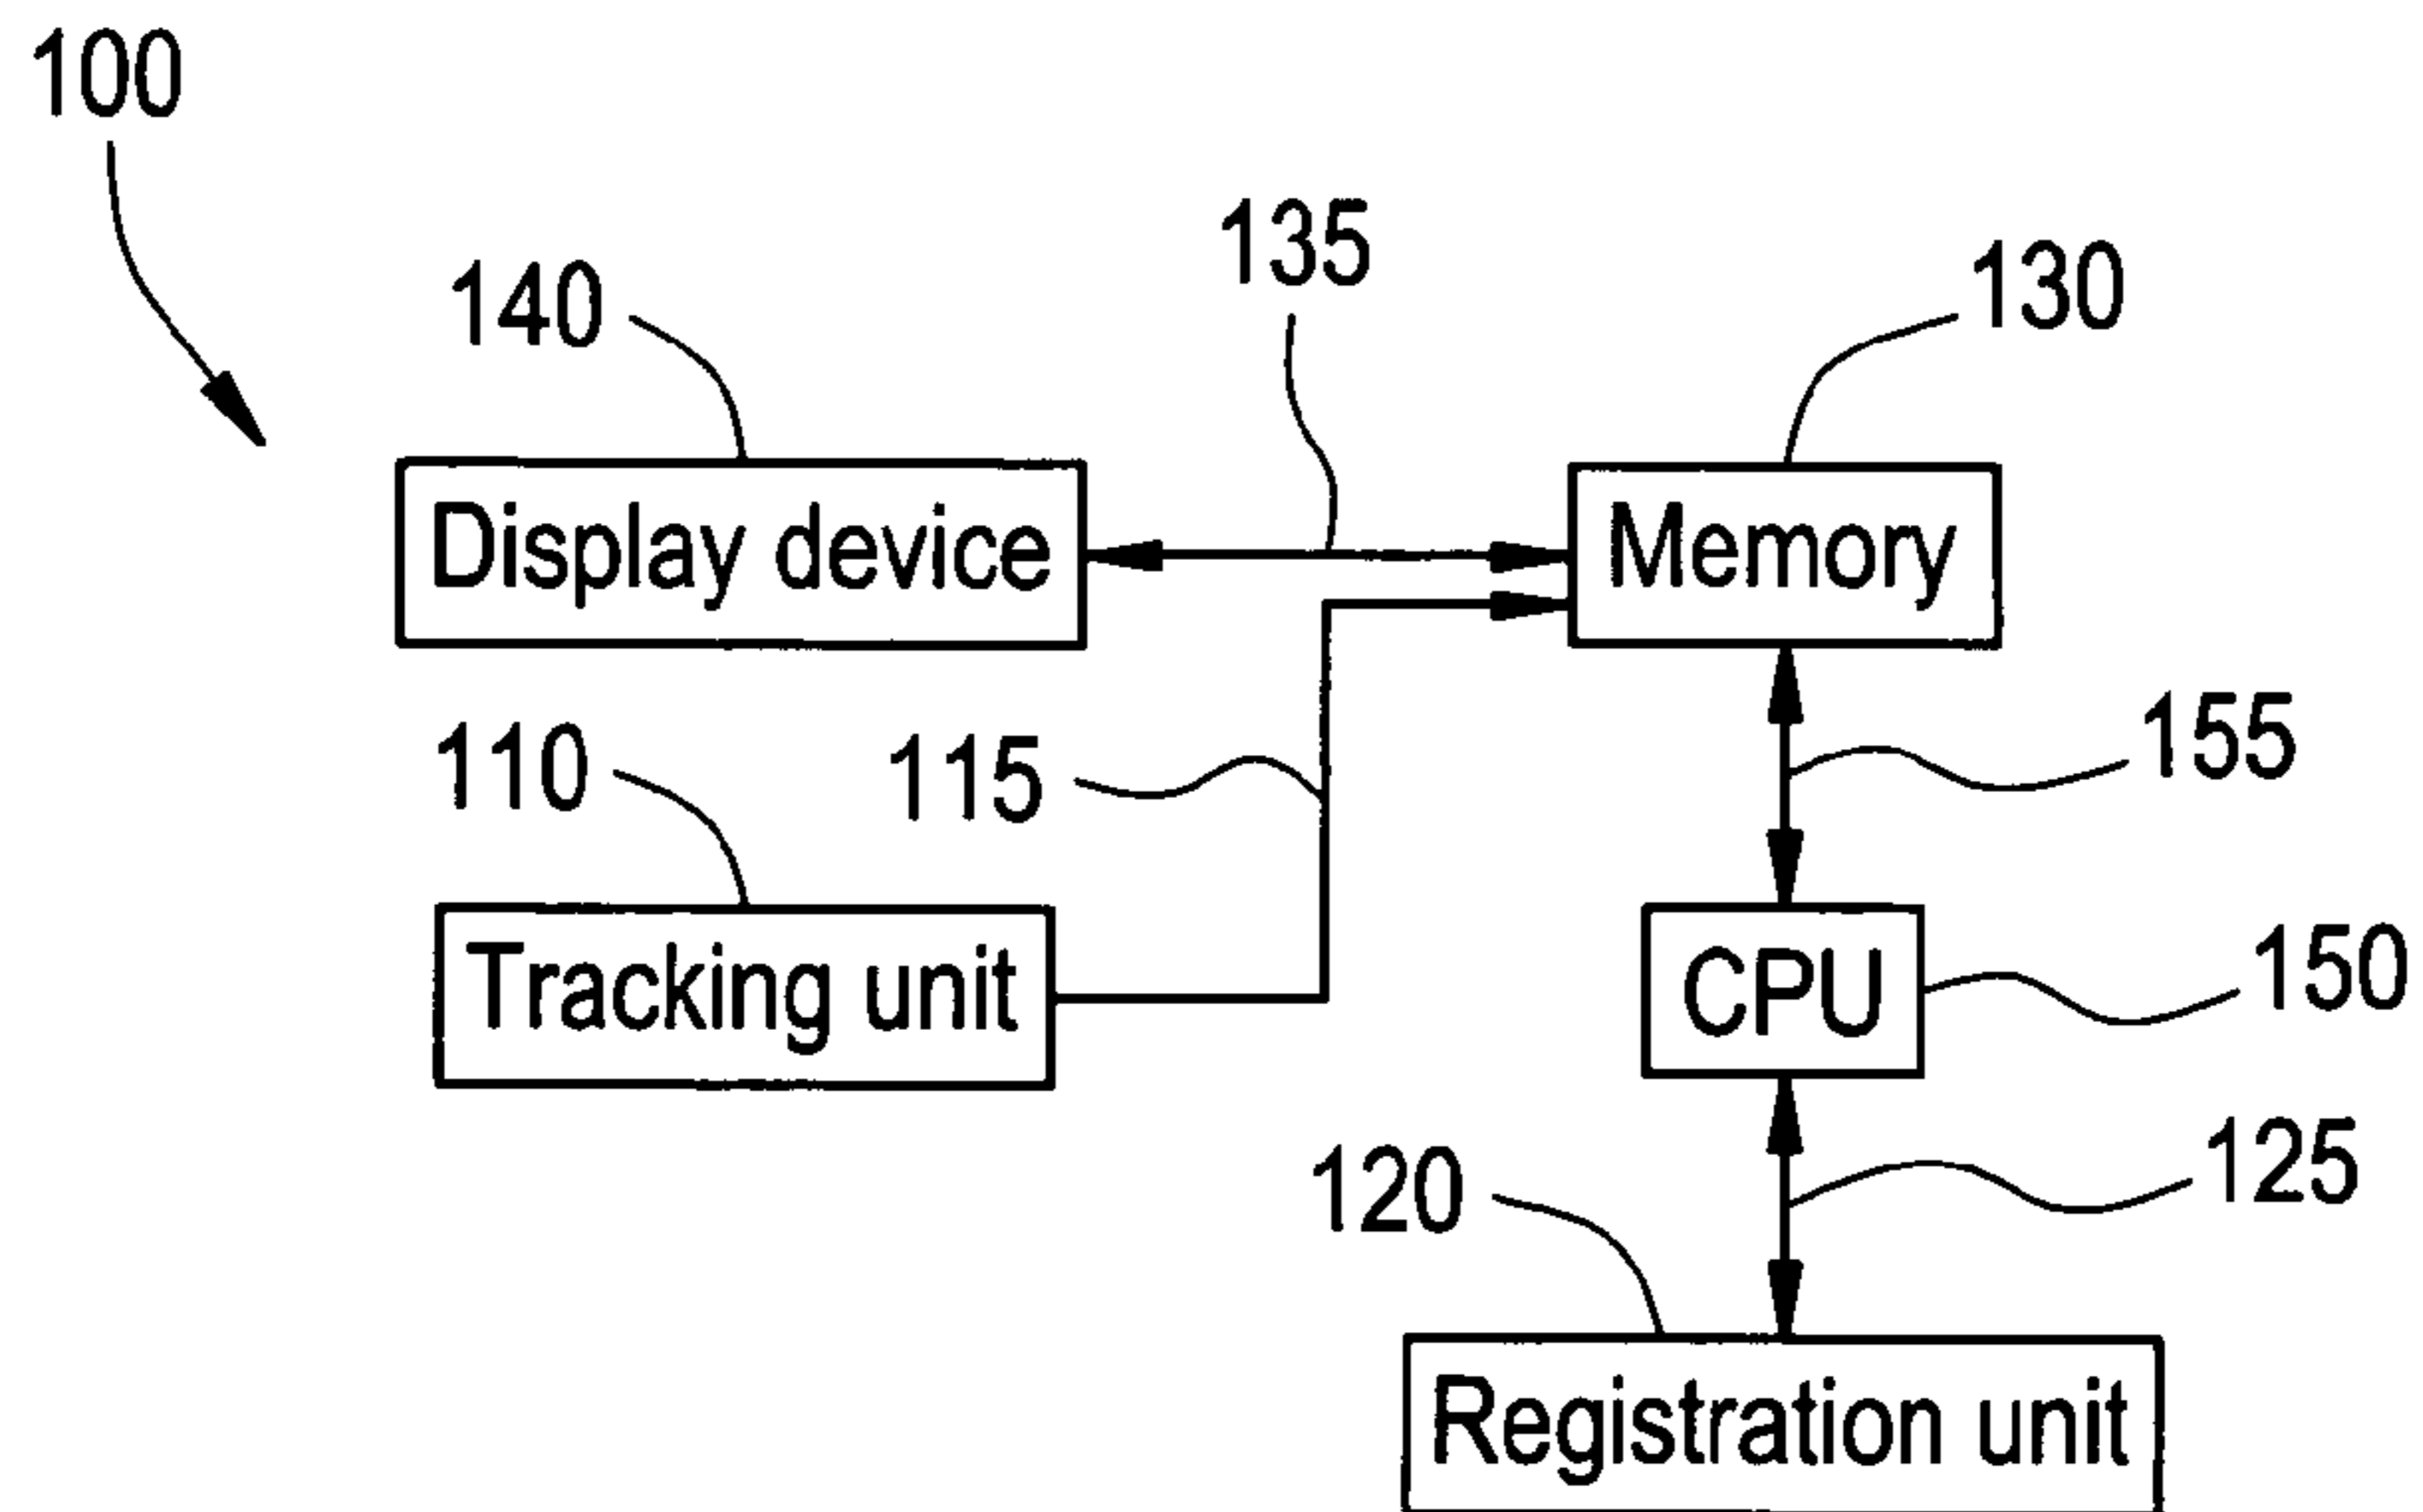 100
135
130
140
Display device
Memory
155
110
115
Tracking unit
CPU
150
125
120
Registration unit